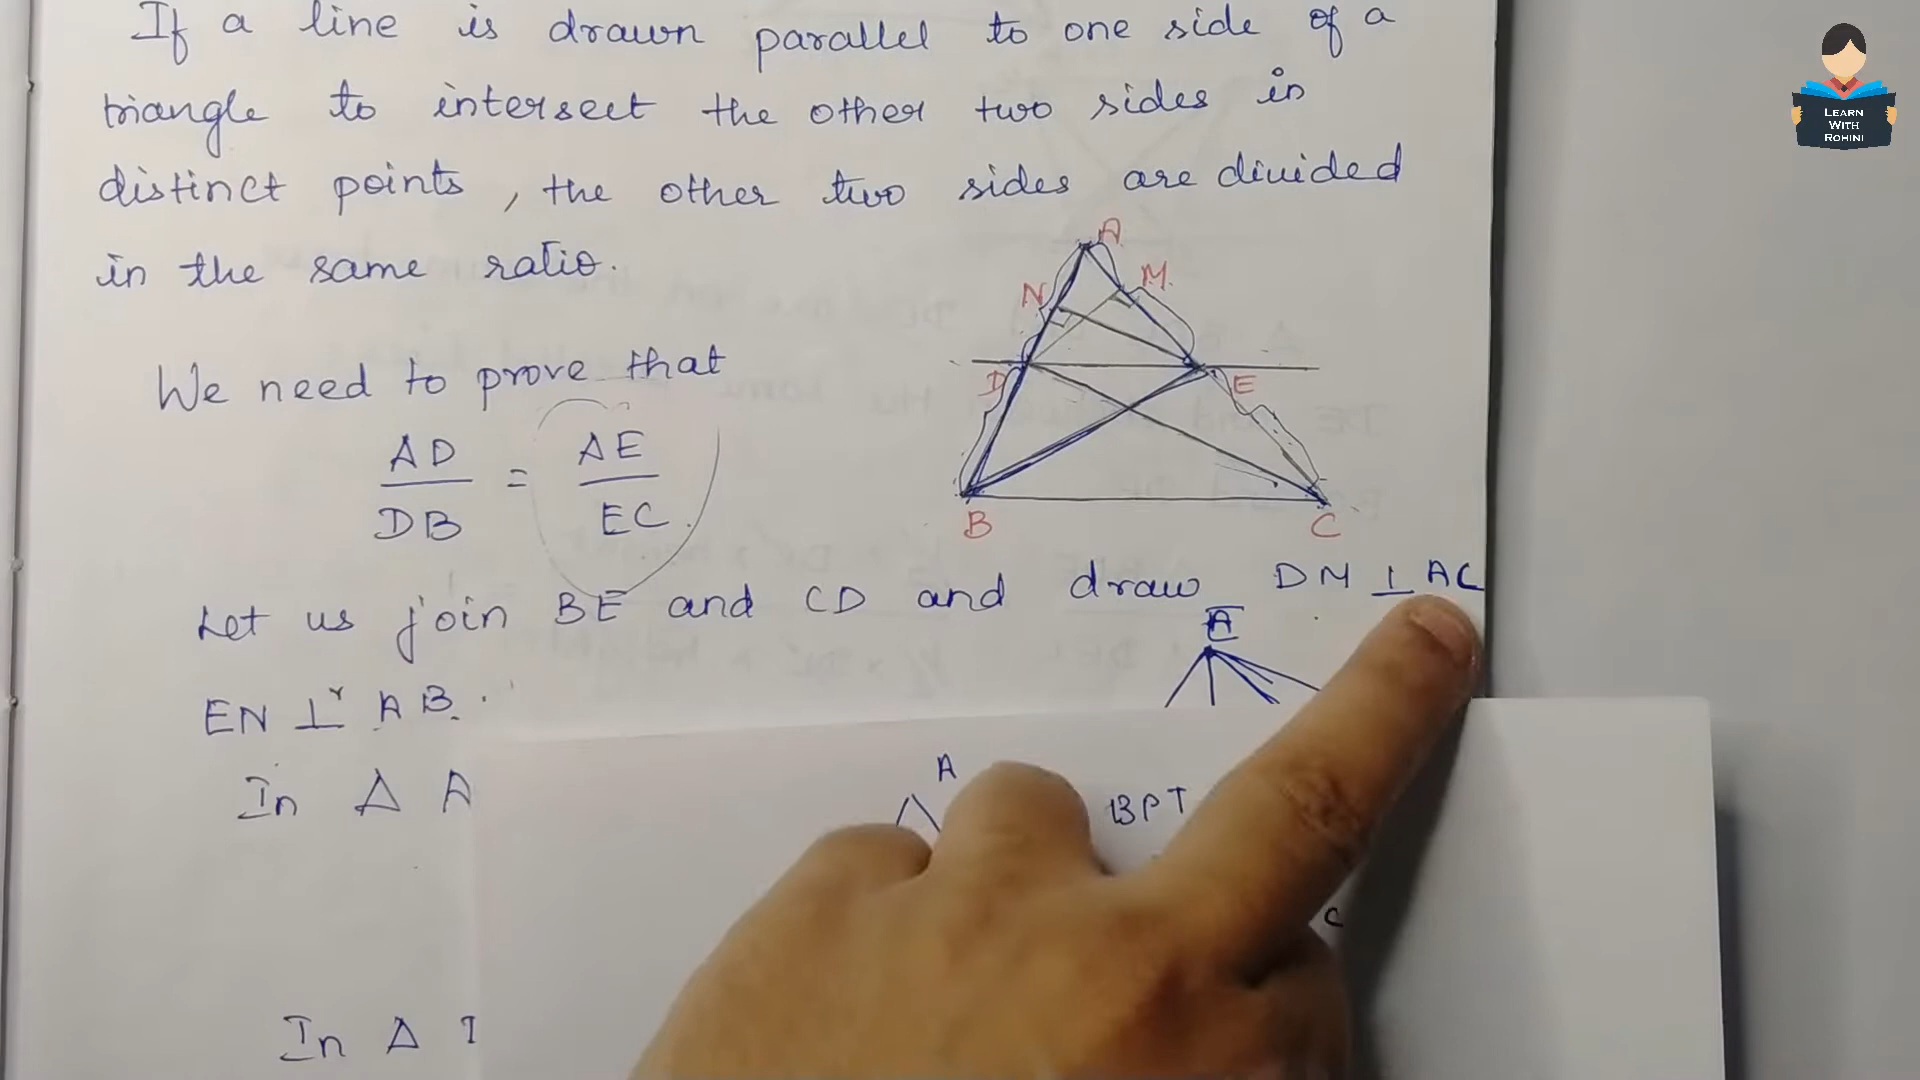 If a line is drawn parallel to one side of a
triangle to intersect the other two sides in
distinct points, the other two sides are divided
in the same ratio.
A
N
M
D
E
B
C
We need to prove that
AD/DB = AE/EC.
Let us join BE and CD and draw DM ⊥ AC
EN ⊥r AB.
In Δ A
In Δ
A
BPT
C
LEARN
WITH
ROHINI